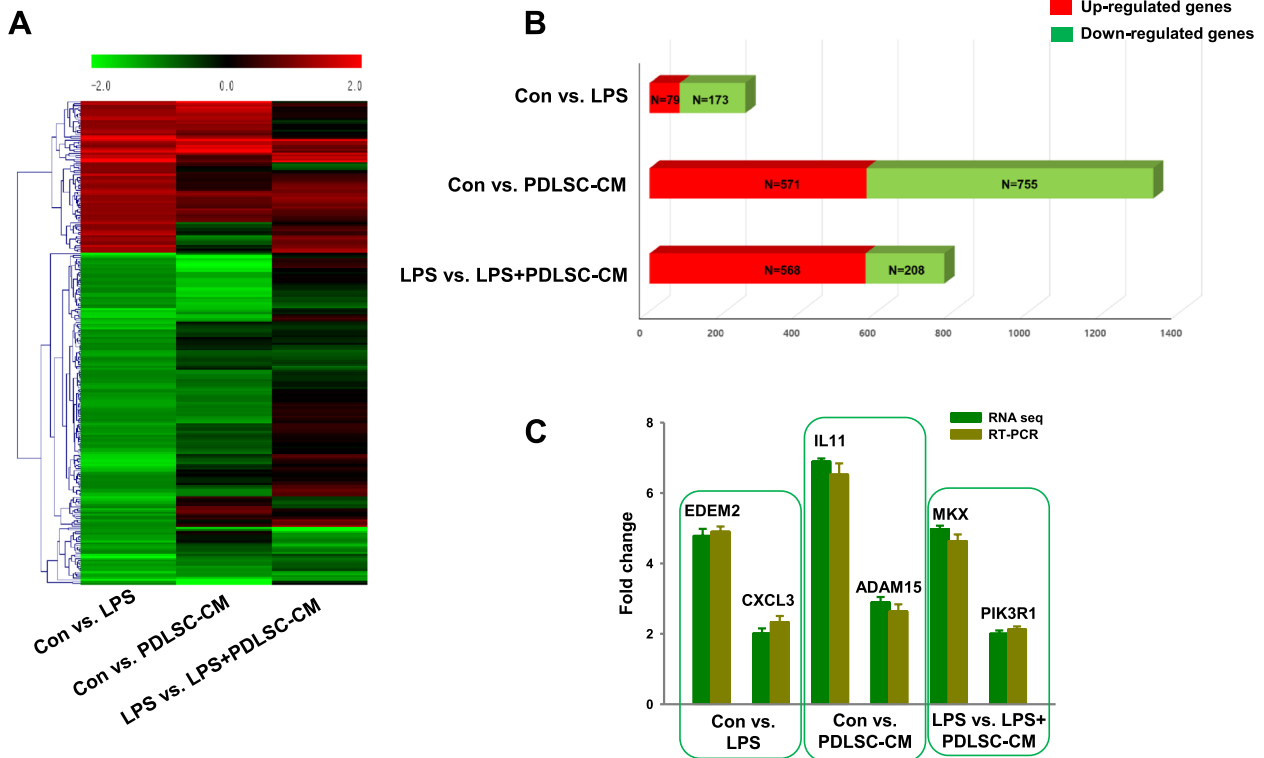 A
-2.0
0.0
2.0
Con vs. LPS
Con vs. PDLSC-CM
LPS vs. LPS+PDLSC-CM
B
Up-regulated genes
Down-regulated genes
Con vs. LPS
N=79
N=173
Con vs. PDLSC-CM
N=571
N=755
LPS vs. LPS+PDLSC-CM
N=568
N=208
0
200
400
600
800
1000
1200
1400
C
RNA seq
RT-PCR
Fold change
8
6
4
2
0
EDEM2
CXCL3
IL11
ADAM15
MKX
PIK3R1
Con vs.
LPS
Con vs.
PDLSC-CM
LPS vs. LPS+
PDLSC-CM